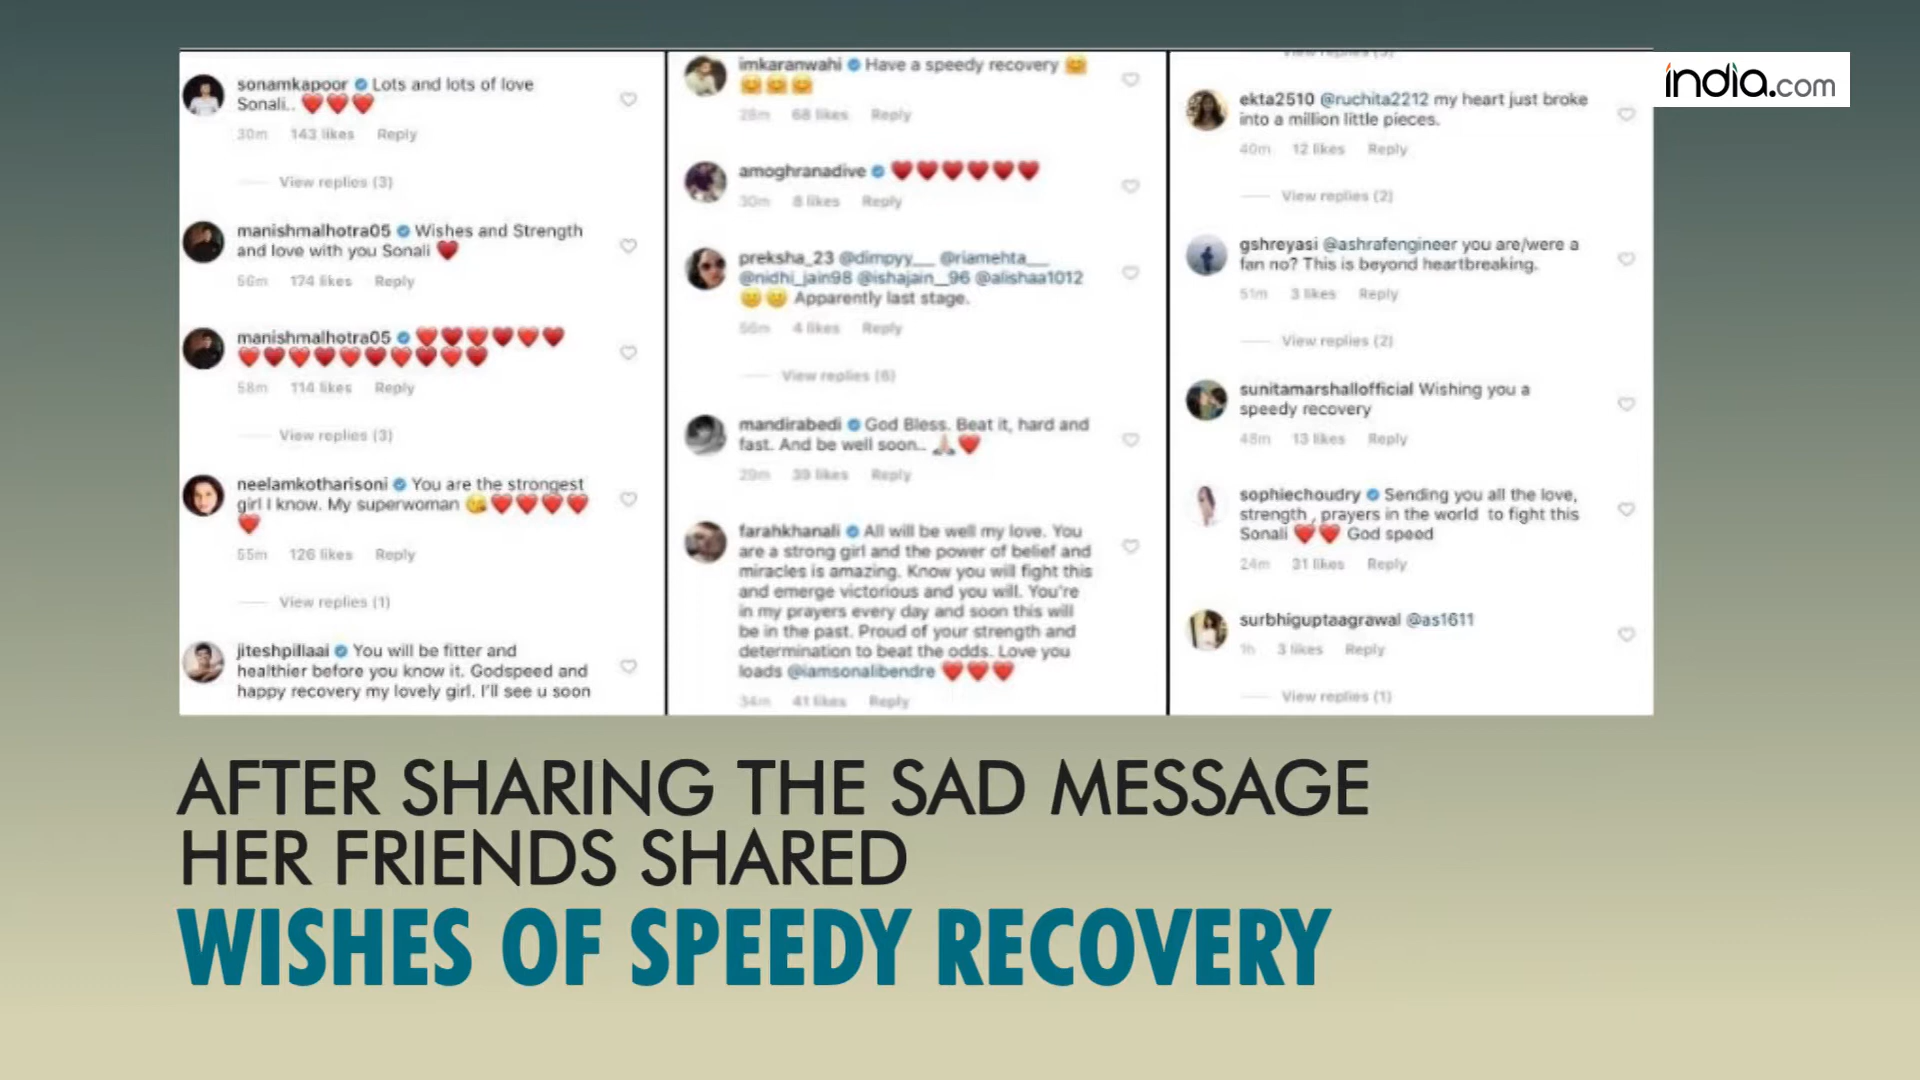 sonamkapoor Lots and lots of love
Sonali.. ❤️❤️❤️
30m 143 likes Reply
View replies (3)
manishmalhotra05 Wishes and Strength
and love with you Sonali ❤️
56m 174 likes Reply
manishmalhotra05 ❤️❤️❤️❤️❤️❤️
❤️❤️❤️❤️❤️❤️❤️❤️❤️❤️
58m 114 likes Reply
View replies (3)
neelamkotharisoni You are the strongest
girl I know. My superwoman 😘❤️❤️❤️❤️
❤️
55m 126 likes Reply
View replies (1)
jiteshpillaai You will be fitter and
healthier before you know it. Godspeed and
happy recovery my lovely girl. I'll see u soon
imkaranwahi Have a speedy recovery 🤗
🤗🤗🤗
28m 68 likes Reply
amoghranadive ❤️❤️❤️❤️❤️❤️
30m 8 likes Reply
preksha_23 @dimpyy__ @riamehta__
@nidhi_jain98 @ishajain__96 @alishaa1012
Apparently last stage.
56m 4 likes Reply
View replies (6)
mandirabedi God Bless. Beat it, hard and
fast. And be well soon.. 🙏🏻❤️
29m 39 likes Reply
farahkhanali All will be well my love. You
are a strong girl and the power of belief and
miracles is amazing. Know you will fight this
and emerge victorious and you will. You're
in my prayers every day and soon this will
be in the past. Proud of your strength and
determination to beat the odds. Love you
loads @iamsonalibendre ❤️❤️❤️
34m 41 likes Reply
View replies (3)
ekta2510 @ruchita2212 my heart just broke
into a million little pieces.
40m 12 likes Reply
View replies (2)
gshreyasi @ashrafengineer you are/were a
fan no? This is beyond heartbreaking.
51m 3 likes Reply
View replies (2)
sunitamarshallofficial Wishing you a
speedy recovery
48m 13 likes Reply
sophiechoudry Sending you all the love,
strength , prayers in the world to fight this
Sonali ❤️❤️ God speed
24m 31 likes Reply
surbhiguptaagrawal @as1611
1h 3 likes Reply
View replies (1)
india.com
AFTER SHARING THE SAD MESSAGE
HER FRIENDS SHARED
WISHES OF SPEEDY RECOVERY